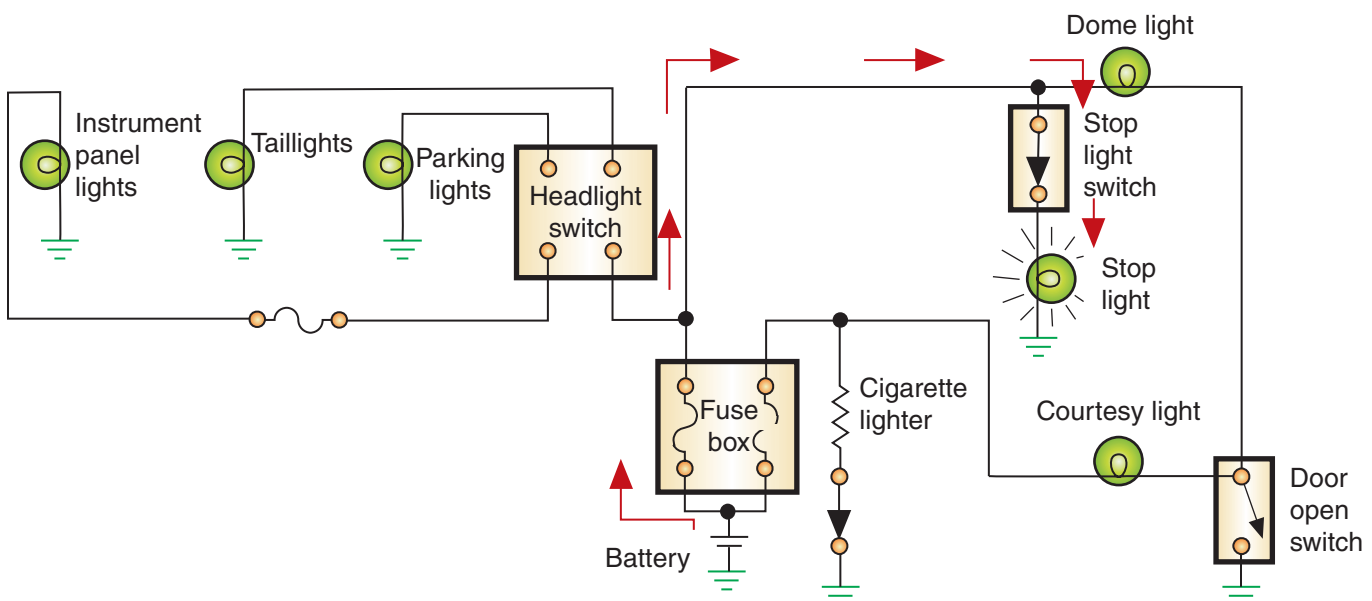 Dome light
Instrument
panel
lights
Taillights
Parking
lights
Headlight
switch
Stop
light
switch
Stop
light
Fuse
box
Cigarette
lighter
Courtesy light
Door
open
switch
Battery